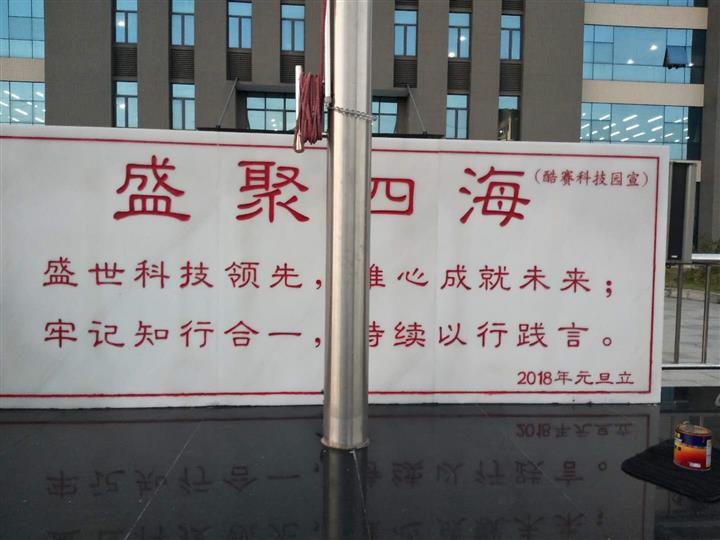 盛聚四海(酷赛科技园宣)
盛世科技领先,雄心成就未来;
牢记知行合一,持续以行践言。
2018年元旦立